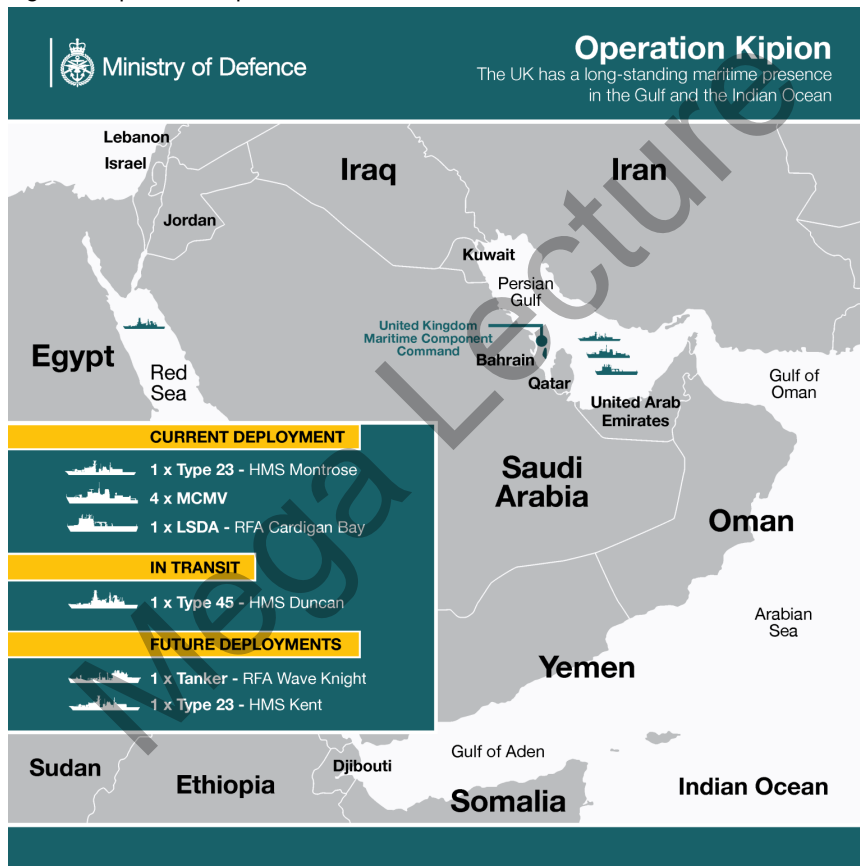 Ministry of Defence
Operation Kipion
The UK has a long-standing maritime presence
in the Gulf and the Indian Ocean
Lebanon
Israel
Iraq
Iran
Jordan
Kuwait
Persian
Gulf
United Kingdom
Maritime Component
Command
Bahrain
Qatar
Egypt
Red
Sea
Gulf of
Oman
United Arab
Emirates
CURRENT DEPLOYMENT
1 x Type 23 - HMS Montrose
4 x MCMV
1 x LSDA - RFA Cardigan Bay
IN TRANSIT
1 x Type 45 - HMS Duncan
FUTURE DEPLOYMENTS
1 x Tanker - RFA Wave Knight
1 x Type 23 - HMS Kent
Saudi
Arabia
Oman
Arabian
Sea
Yemen
Gulf of Aden
Sudan
Ethiopia
Djibouti
Somalia
Indian Ocean
Mega Lecture